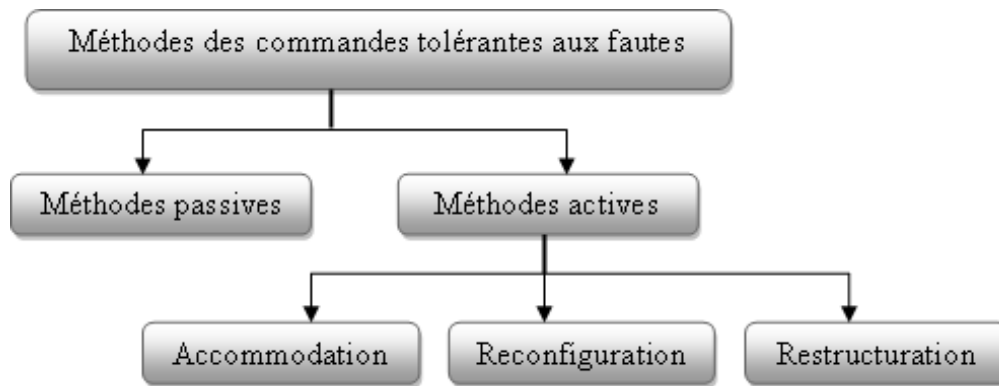 Méthodes des commandes tolérantes aux fautes
Méthodes passives
Méthodes actives
Accommodation
Reconfiguration
Restructuration